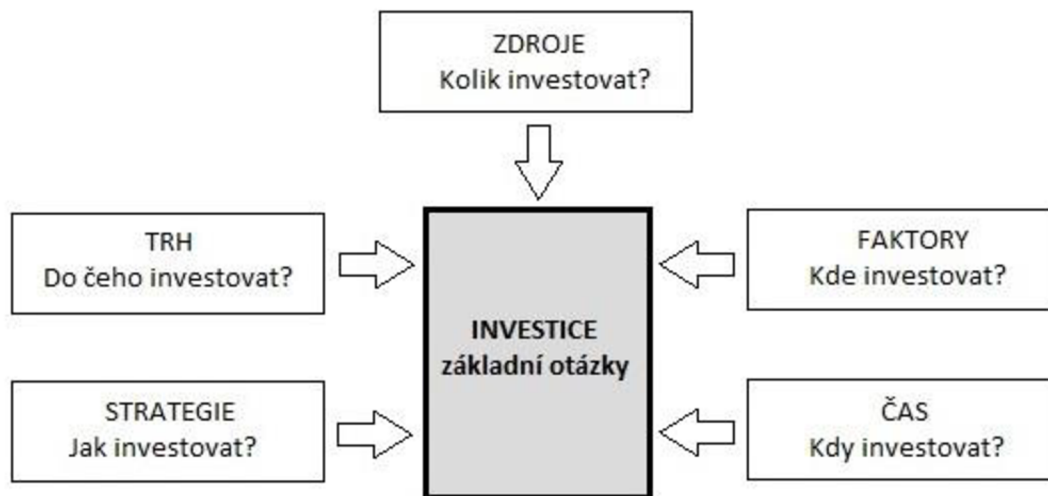 ZDROJE
Kolik investovat?
TRH
Do čeho investovat?
FAKTORY
Kde investovat?
INVESTICE
základní otázky
STRATEGIE
Jak investovat?
ČAS
Kdy investovat?